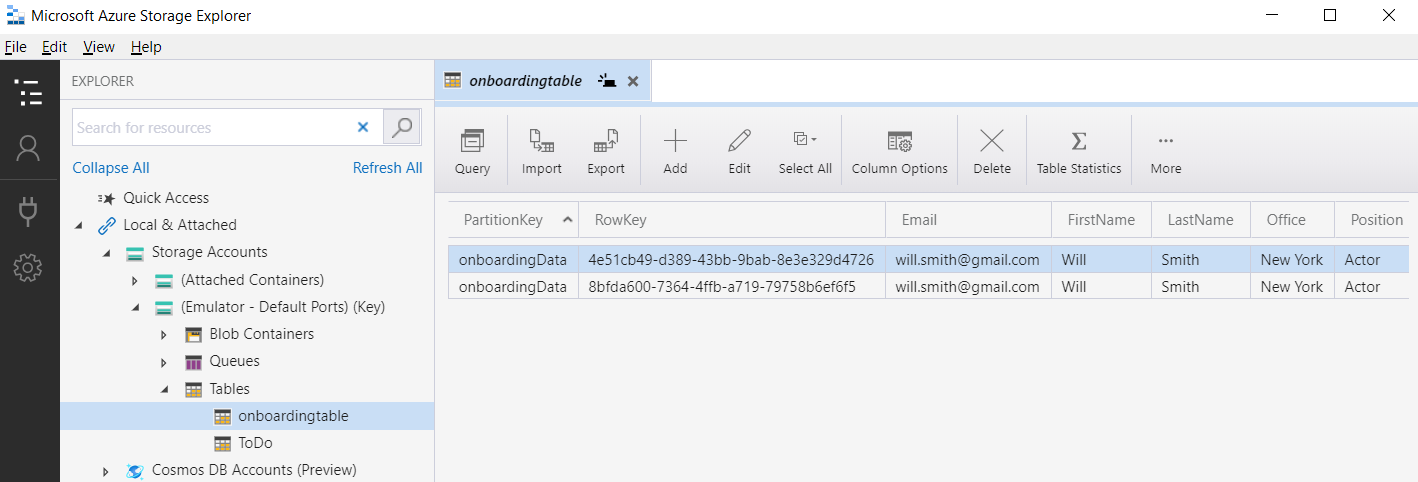 Microsoft Azure Storage Explorer
File Edit View Help
EXPLORER
Search for resources
Collapse All Refresh All
Quick Access
Local & Attached
Storage Accounts
(Attached Containers)
(Emulator - Default Ports) (Key)
Blob Containers
Queues
Tables
onboardingtable
ToDo
Cosmos DB Accounts (Preview)
onboardingtable
Query Import Export Add Edit Select All Column Options Delete Table Statistics More
PartitionKey RowKey Email FirstName LastName Office Position
onboardingData 4e51cb49-d389-43bb-9bab-8e3e329d4726 will.smith@gmail.com Will Smith New York Actor
onboardingData 8bfda600-7364-4ffb-a719-79758b6ef6f5 will.smith@gmail.com Will Smith New York Actor